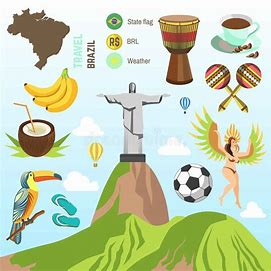 TRAVEL
BRAZIL
State flag
R$ BRL
Weather